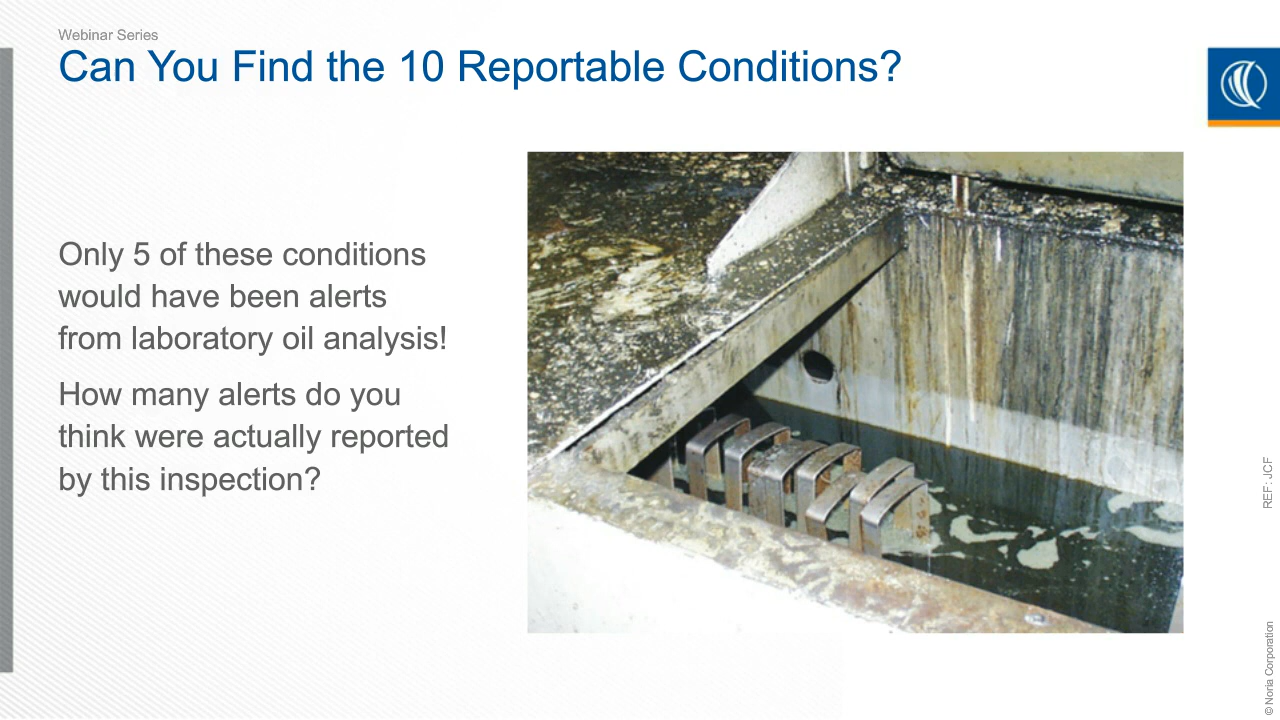 Webinar Series
Can You Find the 10 Reportable Conditions?
Only 5 of these conditions
would have been alerts
from laboratory oil analysis!
How many alerts do you
think were actually reported
by this inspection?
REF: JCF
© Noria Corporation